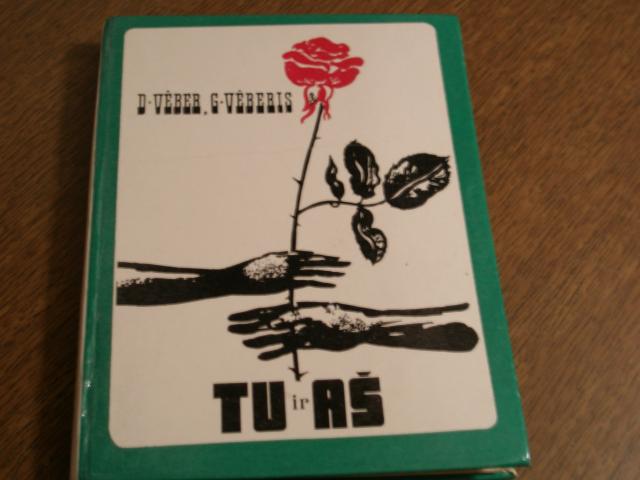 D·VĖBER, G·VĖBERIS
TU ir AŠ